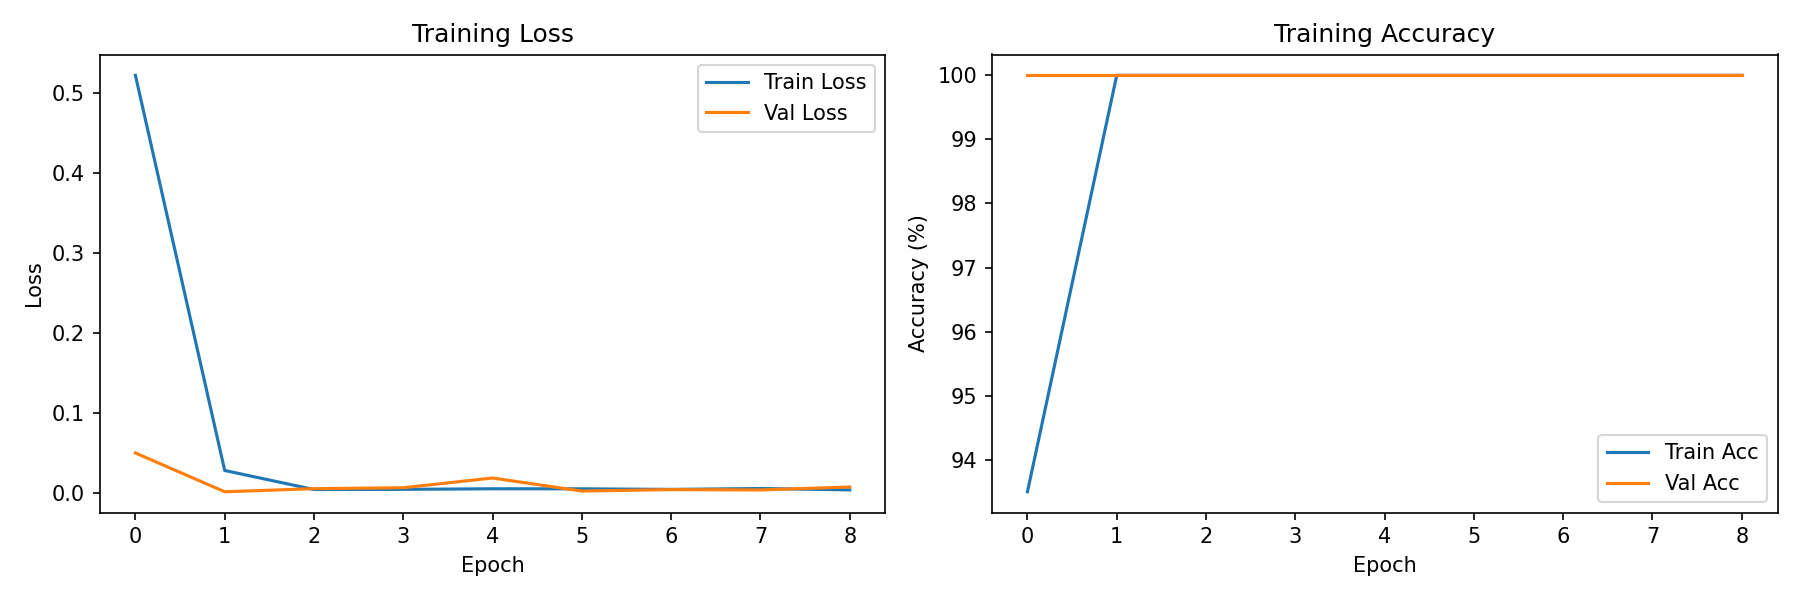 Training Loss
Train Loss
Val Loss
0.5
0.4
0.3
0.2
0.1
0.0
Loss
0 1 2 3 4 5 6 7 8
Epoch
Training Accuracy
100
99
98
97
96
95
94
Accuracy (%)
Train Acc
Val Acc
0 1 2 3 4 5 6 7 8
Epoch